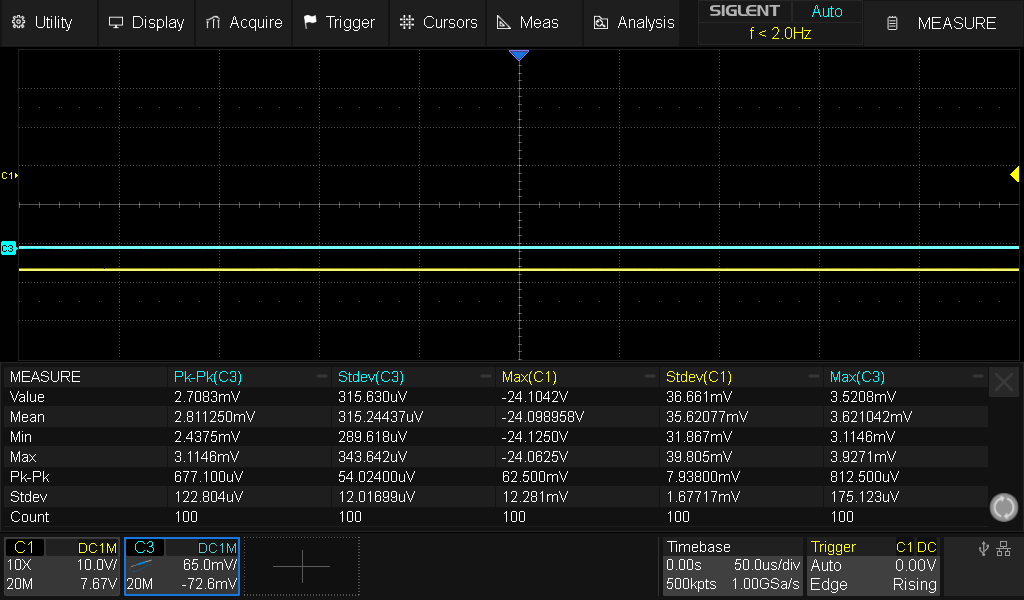 Utility Display Acquire Trigger Cursors Meas Analysis SIGLENT Auto MEASURE
f < 2.0Hz
C1
C3
MEASURE Pk-Pk(C3) Stdev(C3) Max(C1) Stdev(C1) Max(C3)
Value 2.7083mV 315.630uV -24.1042V 36.661mV 3.5208mV
Mean 2.811250mV 315.24437uV -24.098958V 35.62077mV 3.621042mV
Min 2.4375mV 289.618uV -24.1250V 31.867mV 3.1146mV
Max 3.1146mV 343.642uV -24.0625V 39.805mV 3.9271mV
Pk-Pk 677.100uV 54.02400uV 62.500mV 7.93800mV 812.500uV
Stdev 122.804uV 12.01699uV 12.281mV 1.67717mV 175.123uV
Count 100 100 100 100 100
C1 DC1M C3 DC1M Timebase Trigger C1 DC
10X 10.0V/ 65.0mV/ 0.00s 50.0us/div Auto 0.00V
20M 7.67V 20M -72.6mV 500kpts 1.00GSa/s Edge Rising